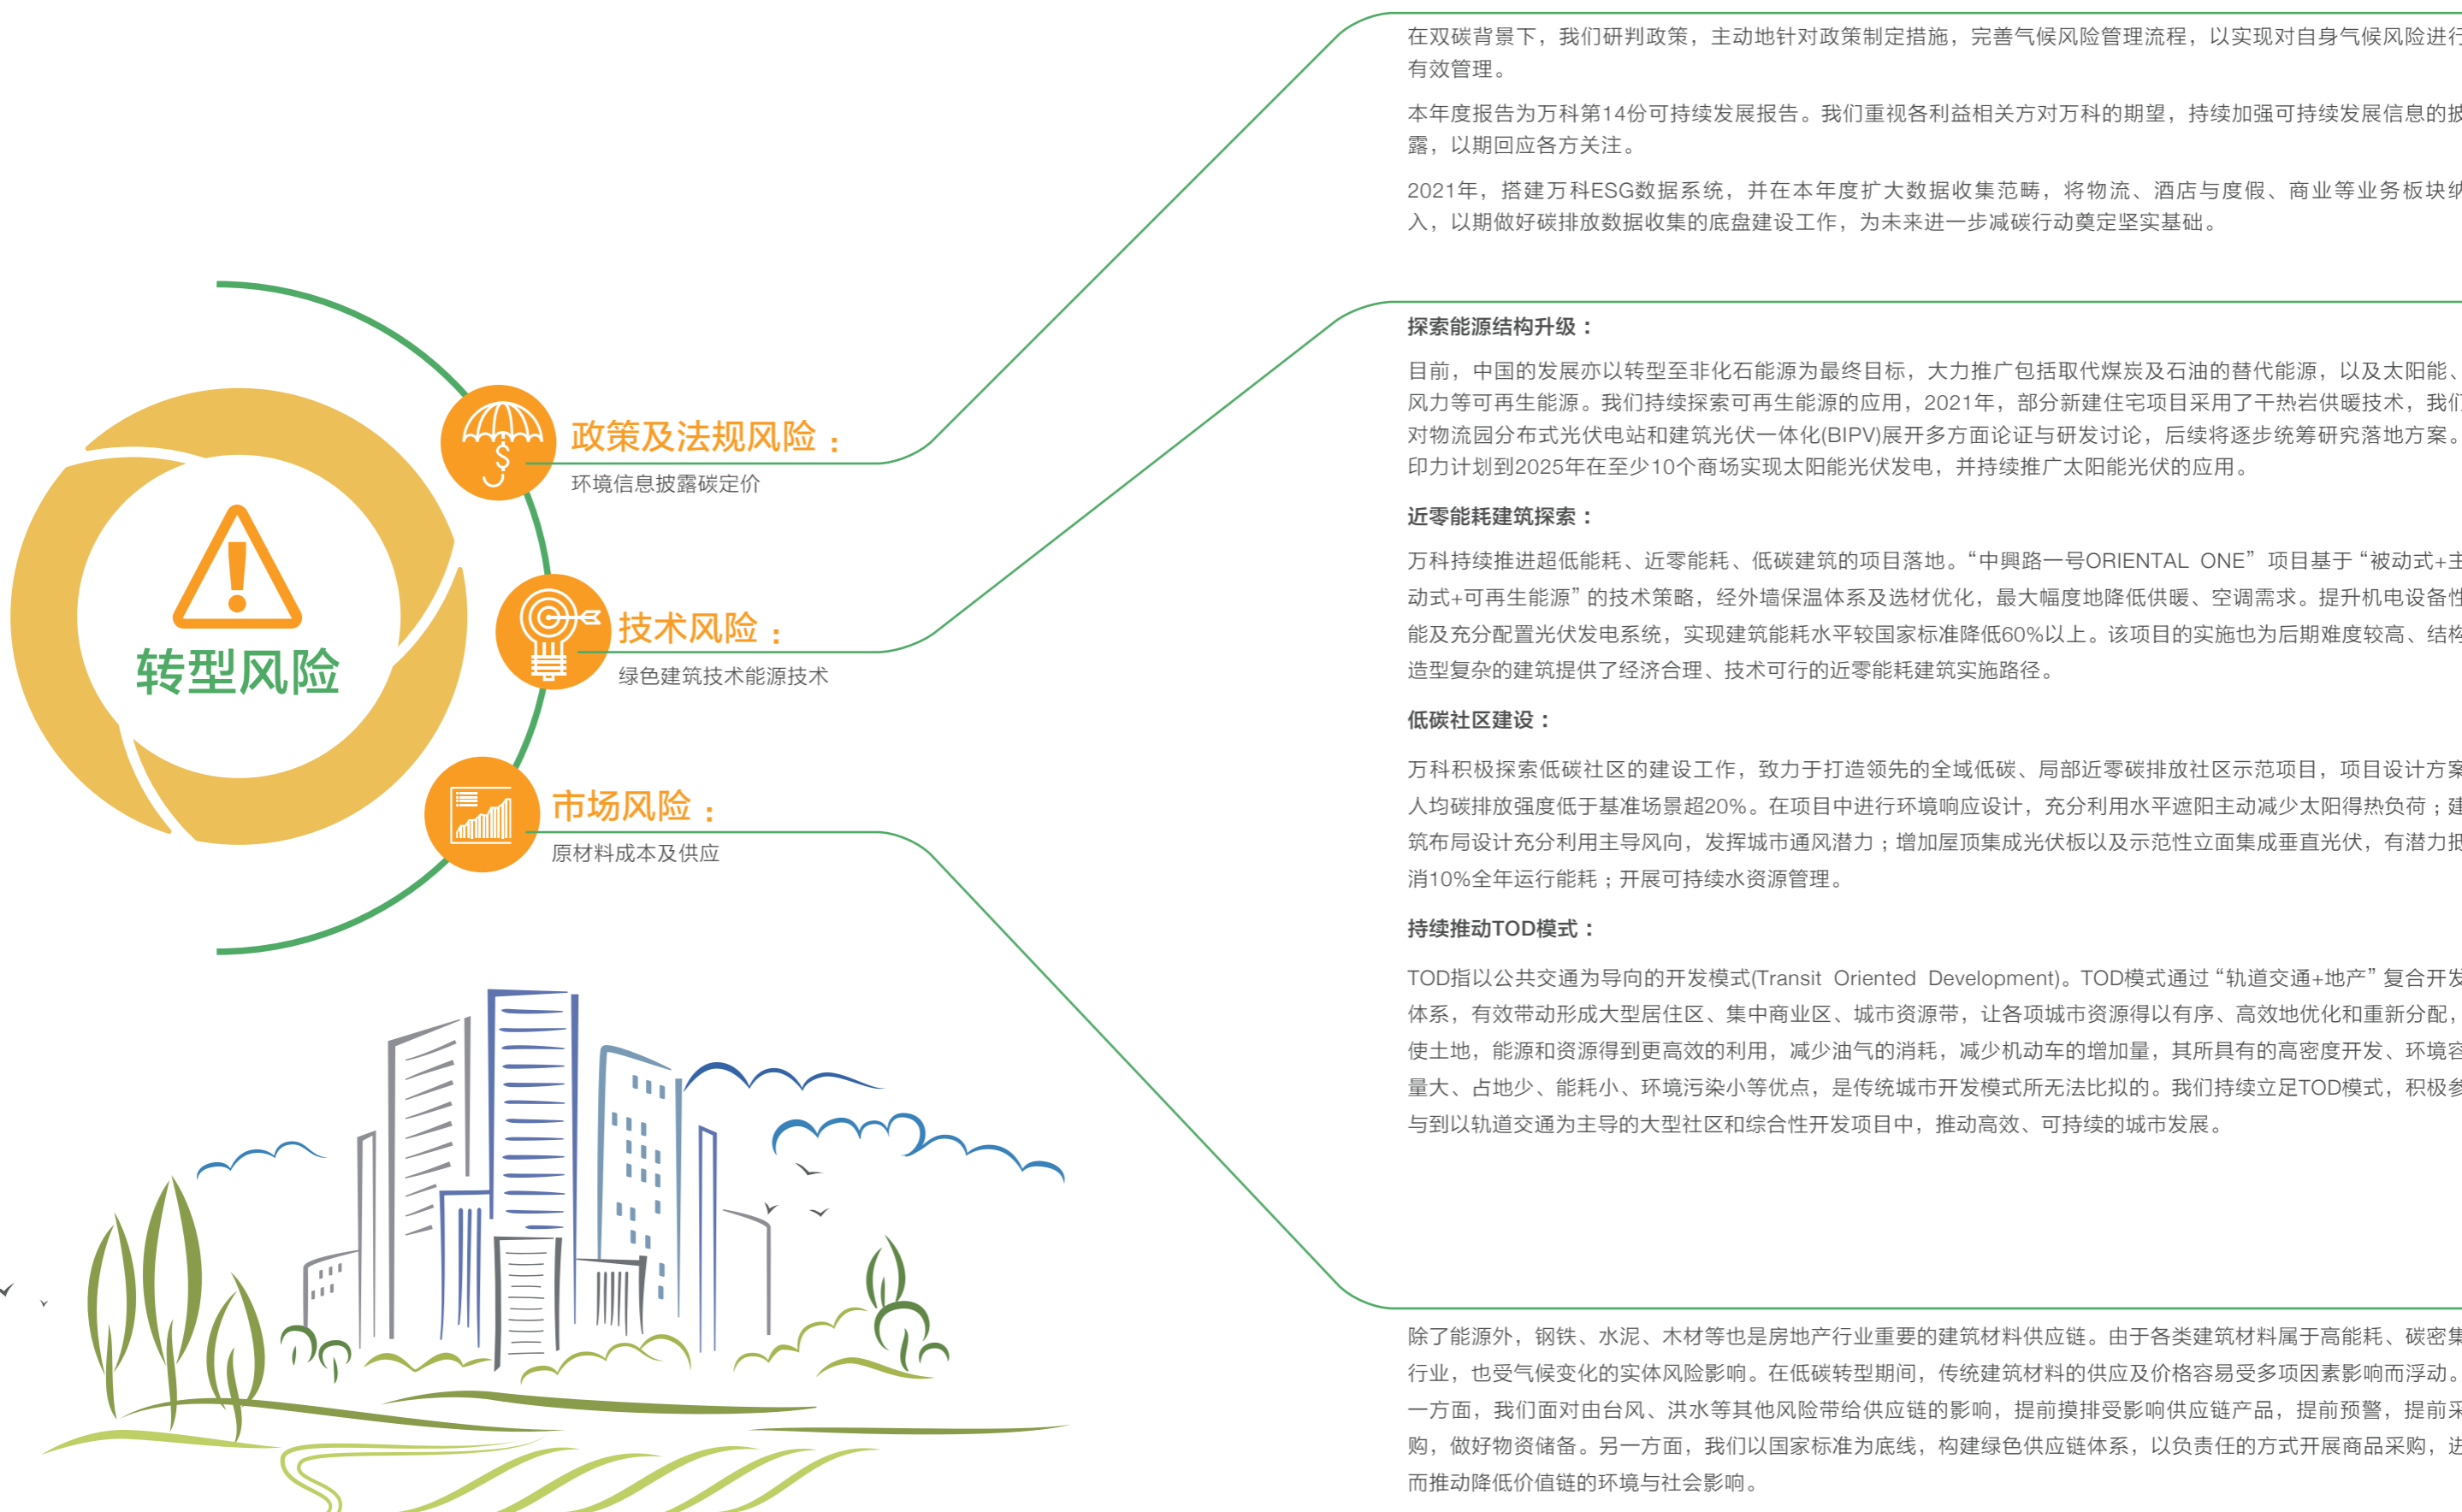 转型风险
政策及法规风险：
环境信息披露碳定价
技术风险：
绿色建筑技术能源技术
市场风险：
原材料成本及供应
在双碳背景下，我们研判政策，主动地针对政策制定措施，完善气候风险管理流程，以实现对自身气候风险进行
有效管理。
本年度报告为万科第14份可持续发展报告。我们重视各利益相关方对万科的期望，持续加强可持续发展信息的披
露，以期回应各方关注。
2021年，搭建万科ESG数据系统，并在本年度扩大数据收集范畴，将物流、酒店与度假、商业等业务板块纳
入，以期做好碳排放数据收集的底盘建设工作，为未来进一步减碳行动奠定坚实基础。
探索能源结构升级：
目前，中国的发展亦以转型至非化石能源为最终目标，大力推广包括取代煤炭及石油的替代能源，以及太阳能、
风力等可再生能源。我们持续探索可再生能源的应用，2021年，部分新建住宅项目采用了干热岩供暖技术，我们
对物流园分布式光伏电站和建筑光伏一体化(BIPV)展开多方面论证与研发讨论，后续将逐步统筹研究落地方案。
印力计划到2025年在至少10个商场实现太阳能光伏发电，并持续推广太阳能光伏的应用。
近零能耗建筑探索：
万科持续推进超低能耗、近零能耗、低碳建筑的项目落地。“中興路一号ORIENTAL ONE”项目基于“被动式+主
动式+可再生能源”的技术策略，经外墙保温体系及选材优化，最大幅度地降低供暖、空调需求。提升机电设备性
能及充分配置光伏发电系统，实现建筑能耗水平较国家标准降低60%以上。该项目的实施也为后期难度较高、结构
造型复杂的建筑提供了经济合理、技术可行的近零能耗建筑实施路径。
低碳社区建设：
万科积极探索低碳社区的建设工作，致力于打造领先的全域低碳、局部近零碳排放社区示范项目，项目设计方案
人均碳排放强度低于基准场景超20%。在项目中进行环境响应设计，充分利用水平遮阳主动减少太阳得热负荷；建
筑布局设计充分利用主导风向，发挥城市通风潜力；增加屋顶集成光伏板以及示范性立面集成垂直光伏，有潜力抵
消10%全年运行能耗；开展可持续水资源管理。
持续推动TOD模式：
TOD指以公共交通为导向的开发模式(Transit Oriented Development)。TOD模式通过“轨道交通+地产”复合开发
体系，有效带动形成大型居住区、集中商业区、城市资源带，让各项城市资源得以有序、高效地优化和重新分配，
使土地，能源和资源得到更高效的利用，减少油气的消耗，减少机动车的增加量，其所具有的高密度开发、环境容
量大、占地少、能耗小、环境污染小等优点，是传统城市开发模式所无法比拟的。我们持续立足TOD模式，积极参
与到以轨道交通为主导的大型社区和综合性开发项目中，推动高效、可持续的城市发展。
除了能源外，钢铁、水泥、木材等也是房地产行业重要的建筑材料供应链。由于各类建筑材料属于高能耗、碳密集
行业，也受气候变化的实体风险影响。在低碳转型期间，传统建筑材料的供应及价格容易受多项因素影响而浮动。
一方面，我们面对由台风、洪水等其他风险带给供应链的影响，提前摸排受影响供应链产品，提前预警，提前采
购，做好物资储备。另一方面，我们以国家标准为底线，构建绿色供应链体系，以负责任的方式开展商品采购，进
而推动降低价值链的环境与社会影响。